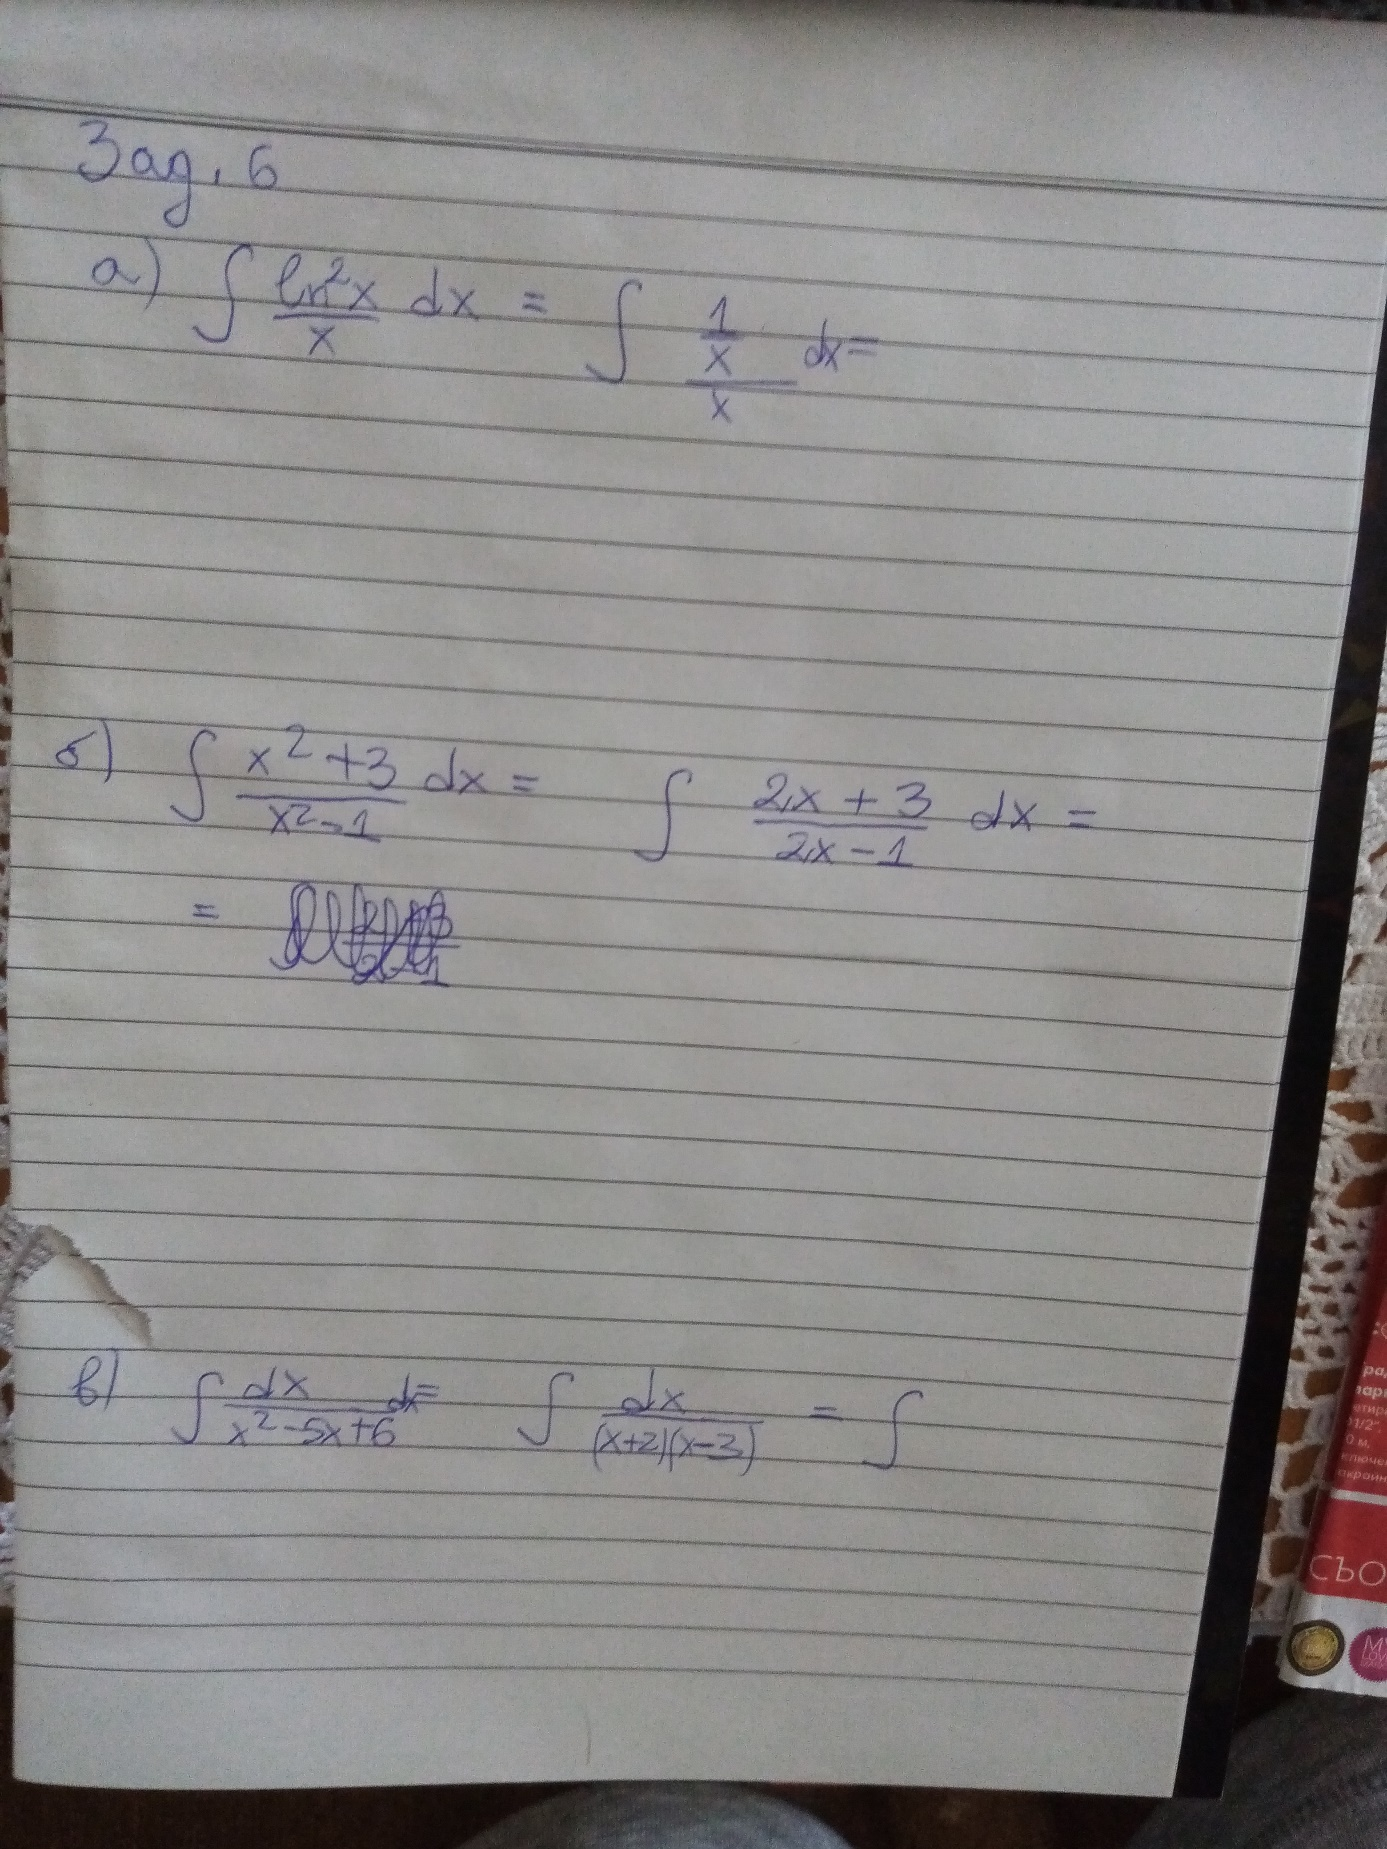 Зад. 6
а) ∫ ln²x/x dx = ∫ (1/x)/x dx =
б) ∫ (x²+3)/(x²-1) dx = ∫ (2x+3)/(2x-1) dx =
=
в) ∫ dx/(x²-5x+6) dx = ∫ dx/((x+2)(x-3)) = ∫
СЪО